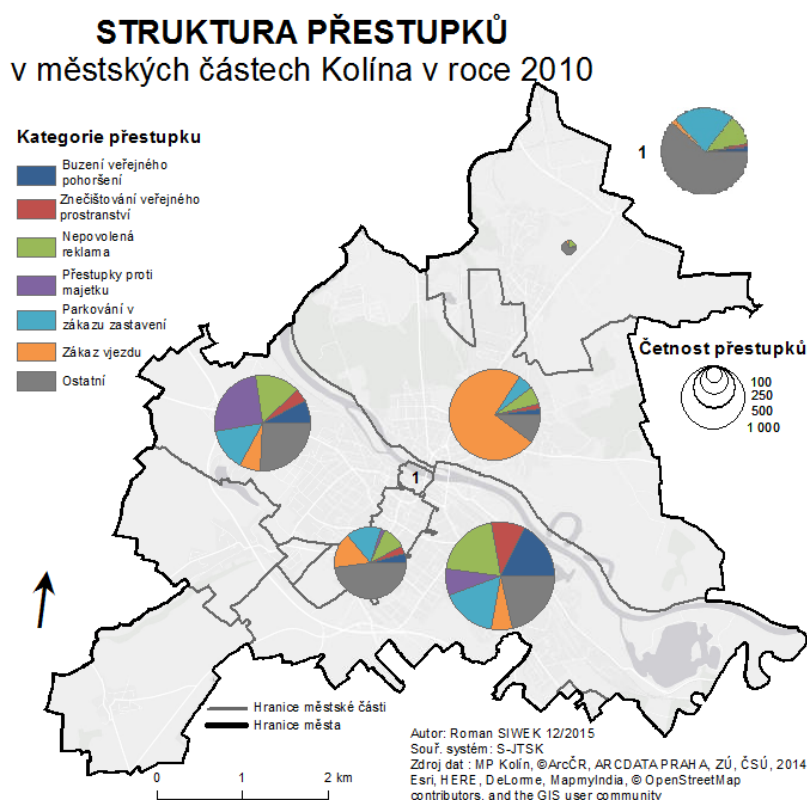 STRUKTURA PŘESTUPKŮ
v městských částech Kolína v roce 2010
Kategorie přestupku
Buzení veřejného
pohoršení
Znečištování veřejného
prostranství
Nepovolená
reklama
Přestupky proti
majetku
Parkování v
zákazu zastavení
Zákaz vjezdu
Ostatní
1
Četnost přestupků
100
250
500
1 000
1
Hranice městské části
Hranice města
0 1 2 km
Autor: Roman SIWEK 12/2015
Souř. systém: S-JTSK
Zdroj dat : MP Kolín, ©ArcČR, ARCDATA PRAHA, ZÚ, ČSÚ, 2014
Esri, HERE, DeLorme, MapmyIndia, © OpenStreetMap
contributors, and the GIS user community